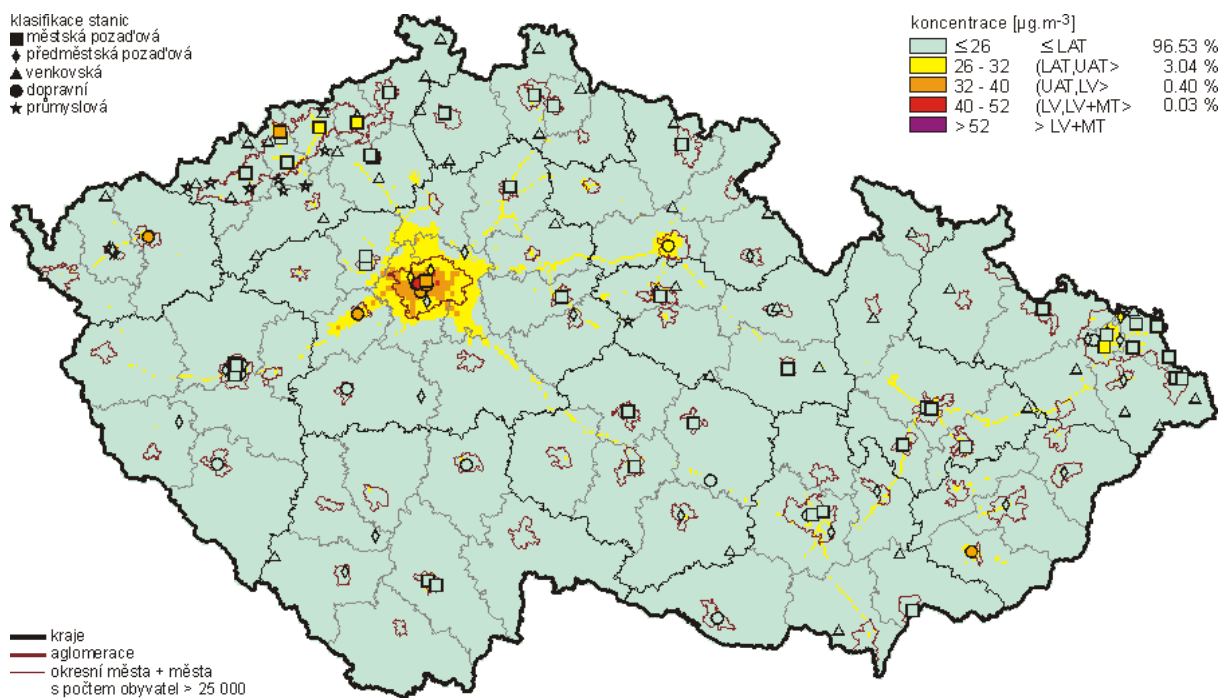 klasifikace stanic
městská pozaďová
předměstská pozaďová
venkovská
dopravní
průmyslová
koncentrace [µg.m-3]
≤26 ≤LAT 96.53 %
26 - 32 (LAT,UAT> 3.04 %
32 - 40 (UAT,LV> 0.40 %
40 - 52 (LV,LV+MT> 0.03 %
> 52 > LV+MT
kraje
aglomerace
okresní města + města
s počtem obyvatel > 25 000